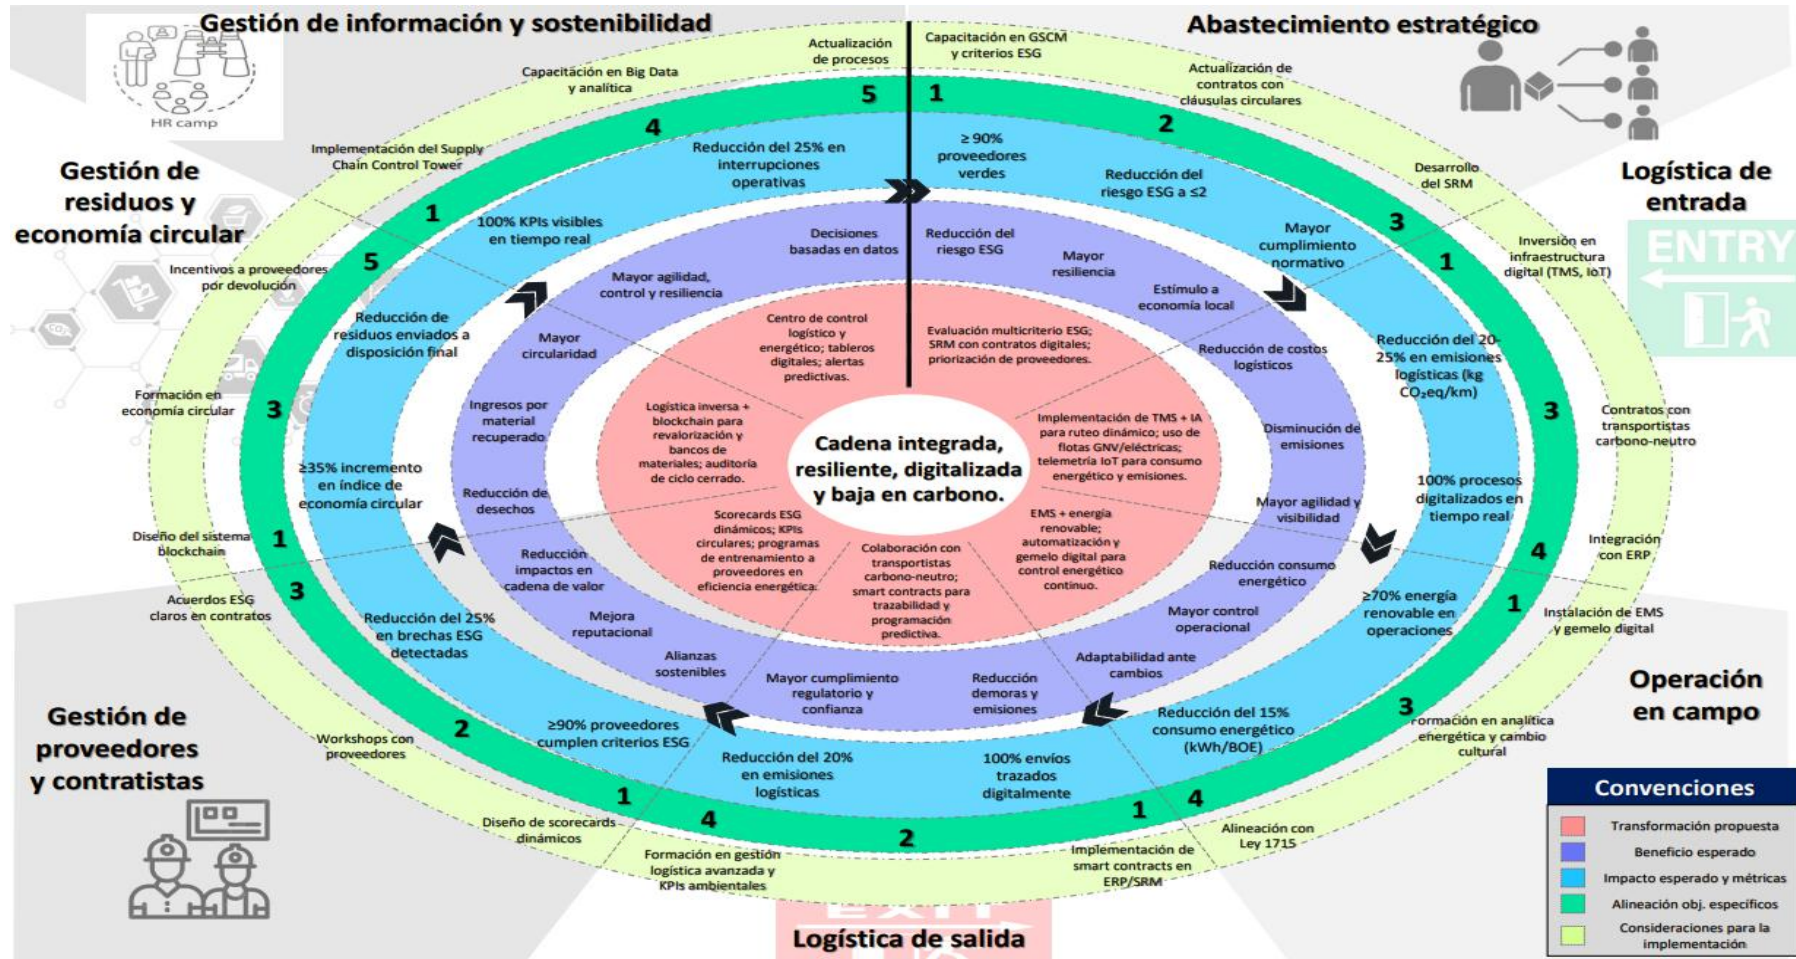 Gestión de información y sostenibilidad
HR camp
Actualización
de procesos
Capacitación en Big Data
y analítica
Implementación del Supply
Chain Control Tower
5
4
1
Reducción del 25% en
interrupciones
operativas
100% KPIs visibles
en tiempo real
Decisiones
basadas en datos
Mayor agilidad,
control y resiliencia
Centro de control
logístico y
energético; tableros
digitales; alertas
predictivas.
Abastecimiento estratégico
Capacitación en GSCM
y criterios ESG
Actualización de
contratos con
cláusulas circulares
Desarrollo
del SRM
1
2
3
≥ 90%
proveedores
verdes
Reducción del
riesgo ESG a ≤2
Mayor
cumplimiento
normativo
Reducción del
riesgo ESG
Mayor
resiliencia
Estímulo a
economía local
Evaluación multicriterio ESG;
SRM con contratos digitales;
priorización de proveedores.
Logística de
entrada
ENTRY
Inversión en
infraestructura
digital (TMS, IoT)
Contratos con
transportistas
carbono-neutro
Integración
con ERP
1
3
4
Reducción del 20-
25% en emisiones
logísticas (kg
CO₂eq/km)
100% procesos
digitalizados en
tiempo real
Reducción de costos
logísticos
Disminución de
emisiones
Mayor agilidad y
visibilidad
Implementación de TMS + IA
para ruteo dinámico; uso de
flotas GNV/eléctricas;
telemetría IoT para consumo
energético y emisiones.
Cadena integrada,
resiliente, digitalizada
y baja en carbono.
Operación
en campo
Instalación de EMS
y gemelo digital
Formación en analítica
energética y cambio
cultural
Alineación con
Ley 1715
1
3
4
≥70% energía
renovable en
operaciones
Reducción del 15%
consumo energético
(kWh/BOE)
Reducción consumo
energético
Mayor control
operacional
Adaptabilidad ante
cambios
EMS + energía
renovable;
automatización y
gemelo digital para
control energético
continuo.
Logística de salida
EXIT
Implementación de
smart contracts en
ERP/SRM
Formación en gestión
logística avanzada y
KPIs ambientales
1
2
4
100% envíos
trazados
digitalmente
Reducción del 20%
en emisiones
logísticas
Reducción
demoras y
emisiones
Mayor cumplimiento
regulatorio y
confianza
Colaboración con
transportistas
carbono-neutro;
smart contracts para
trazabilidad y
programación
predictiva.
Gestión de
proveedores
y contratistas
Diseño de scorecards
dinámicos
Workshops con
proveedores
Acuerdos ESG
claros en contratos
1
2
3
≥90% proveedores
cumplen criterios ESG
Reducción del 25%
en brechas ESG
detectadas
Alianzas
sostenibles
Mejora
reputacional
Reducción
impactos en
cadena de valor
Scorecards ESG
dinámicos; KPIs
circulares; programas
de entrenamiento a
proveedores en
eficiencia energética.
Gestión de
residuos y
economía circular
CO₂
Diseño del sistema
blockchain
Formación en
economía circular
Incentivos a proveedores
por devolución
1
3
5
≥35% incremento
en índice de
economía circular
Reducción de
residuos enviados a
disposición final
Reducción de
desechos
Ingresos por
material
recuperado
Mayor
circularidad
Logística inversa +
blockchain para
revalorización y
bancos de
materiales; auditoría
de ciclo cerrado.
Convenciones
Transformación propuesta
Beneficio esperado
Impacto esperado y métricas
Alineación obj. específicos
Consideraciones para la
implementación